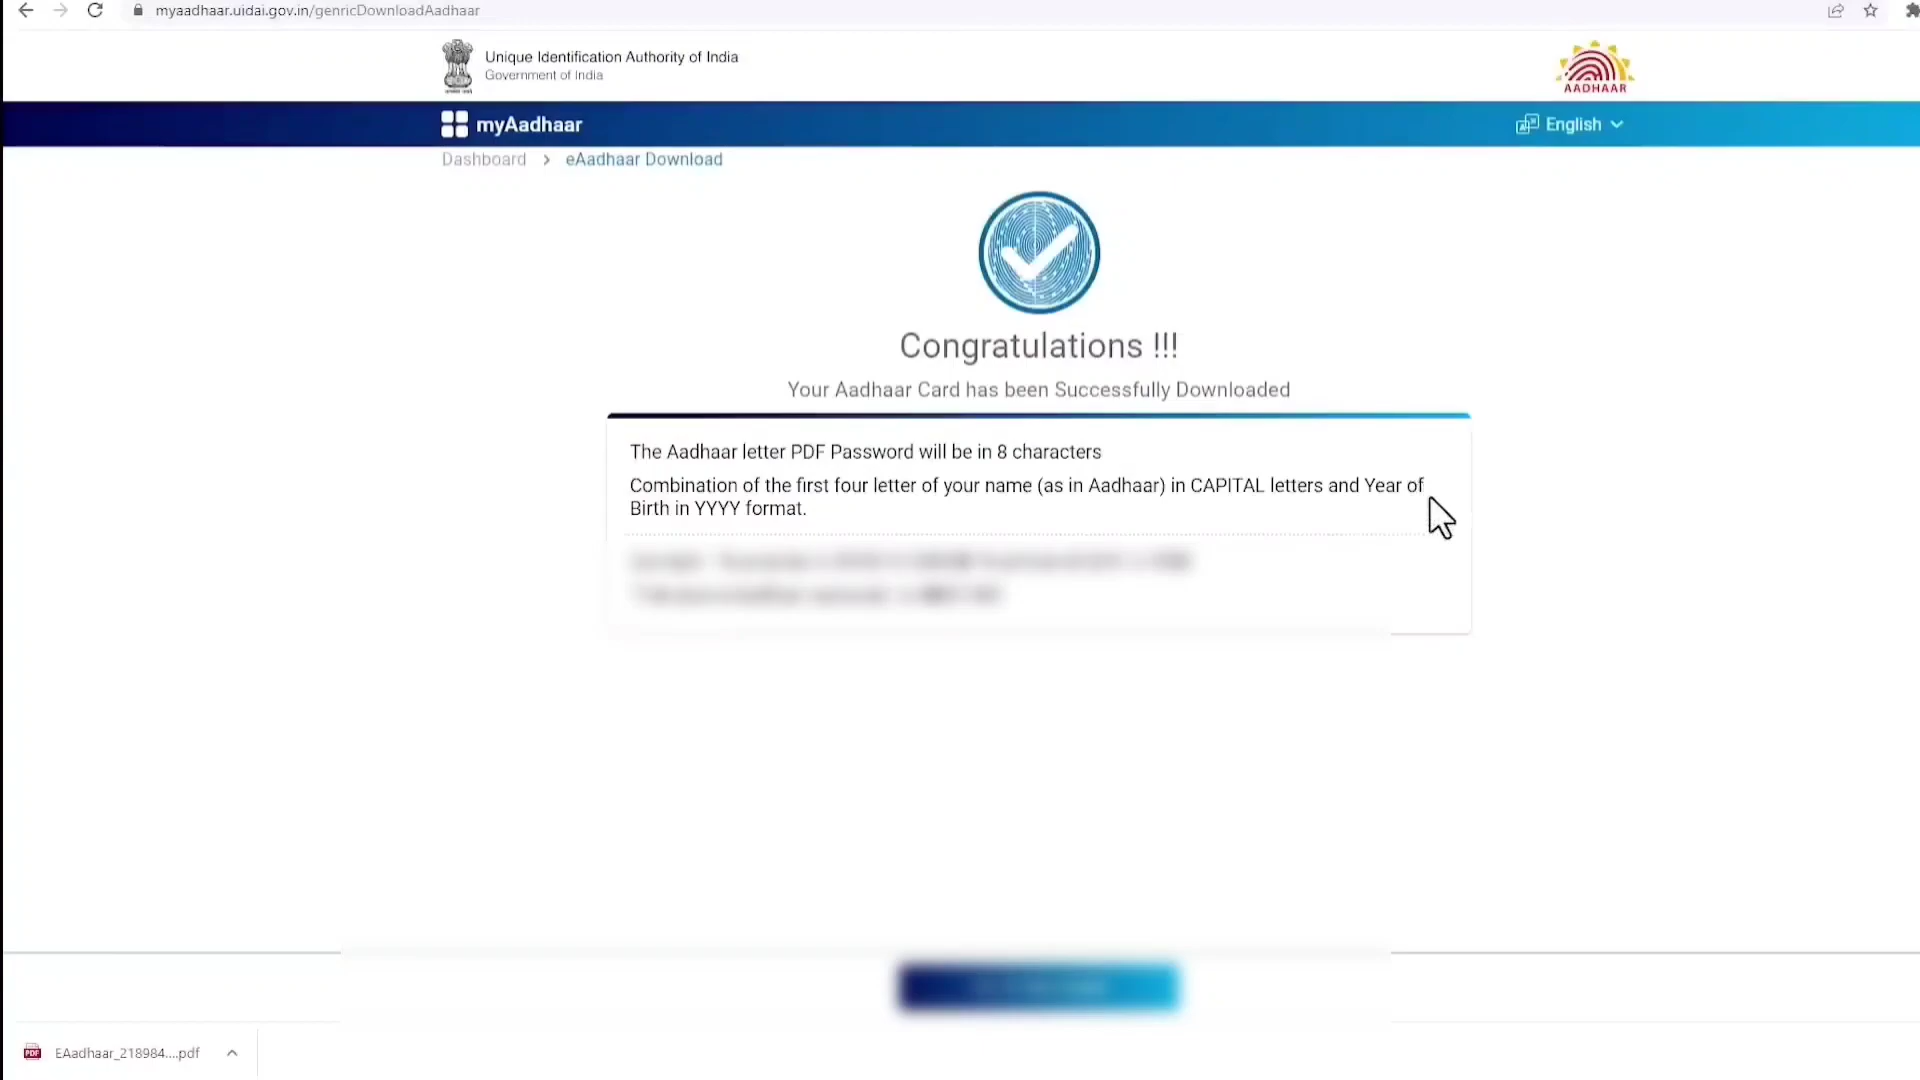 myaadhaar.uidai.gov.in/genricDownloadAadhaar
Unique Identification Authority of India
Government of India
AADHAAR
myAadhaar
English
Dashboard > eAadhaar Download
Congratulations !!!
Your Aadhaar Card has been Successfully Downloaded
The Aadhaar letter PDF Password will be in 8 characters
Combination of the first four letter of your name (as in Aadhaar) in CAPITAL letters and Year of
Birth in YYYY format.
PDF
EAadhaar_218984....pdf